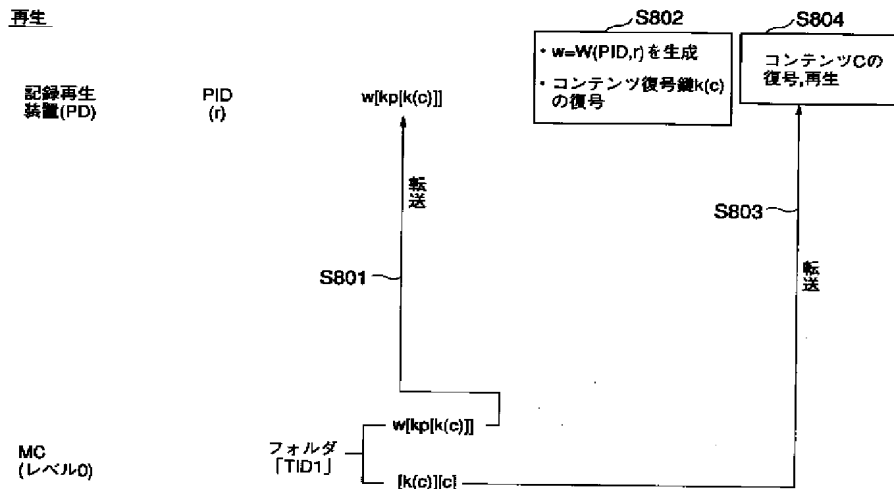 再生
S802
S804
・ w=W(PID,r)を生成
・ コンテンツ復号鍵k(c)
の復号
コンテンツCの
復号,再生
記録再生
装置(PD)
PID
(r)
w[kp[k(c)]]
転送
S801
S803
転送
w[kp[k(c)]]
MC
(レベル0)
フォルダ
「TID1」
[k(c)][c]